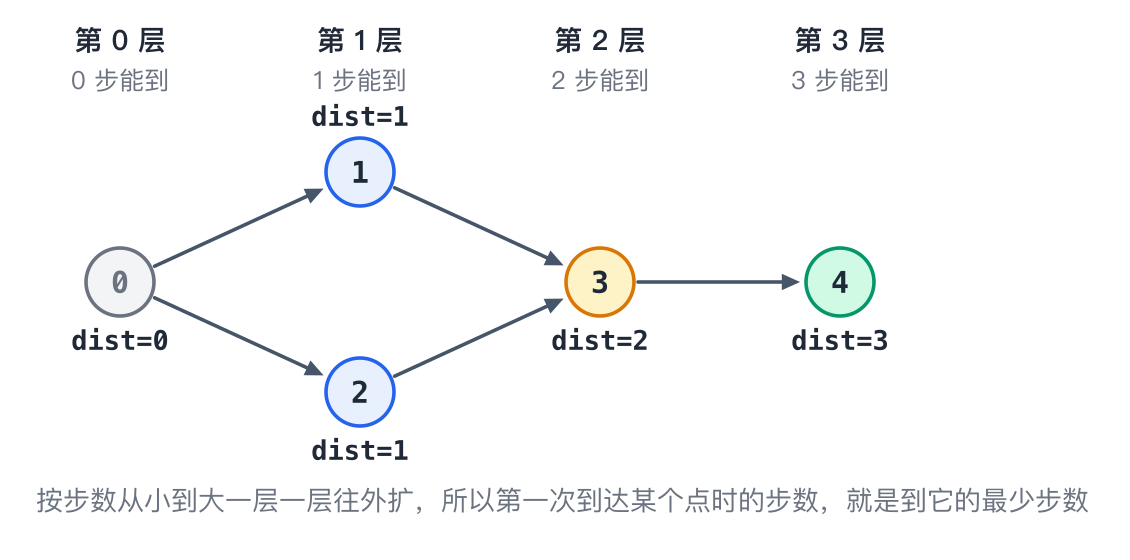 第 0 层 第 1 层 第 2 层 第 3 层
0 步能到 1 步能到 2 步能到 3 步能到
dist=1
1
0 3 4
dist=0 dist=2 dist=3
2
dist=1
按步数从小到大一层一层往外扩，所以第一次到达某个点时的步数，就是到它的最少步数